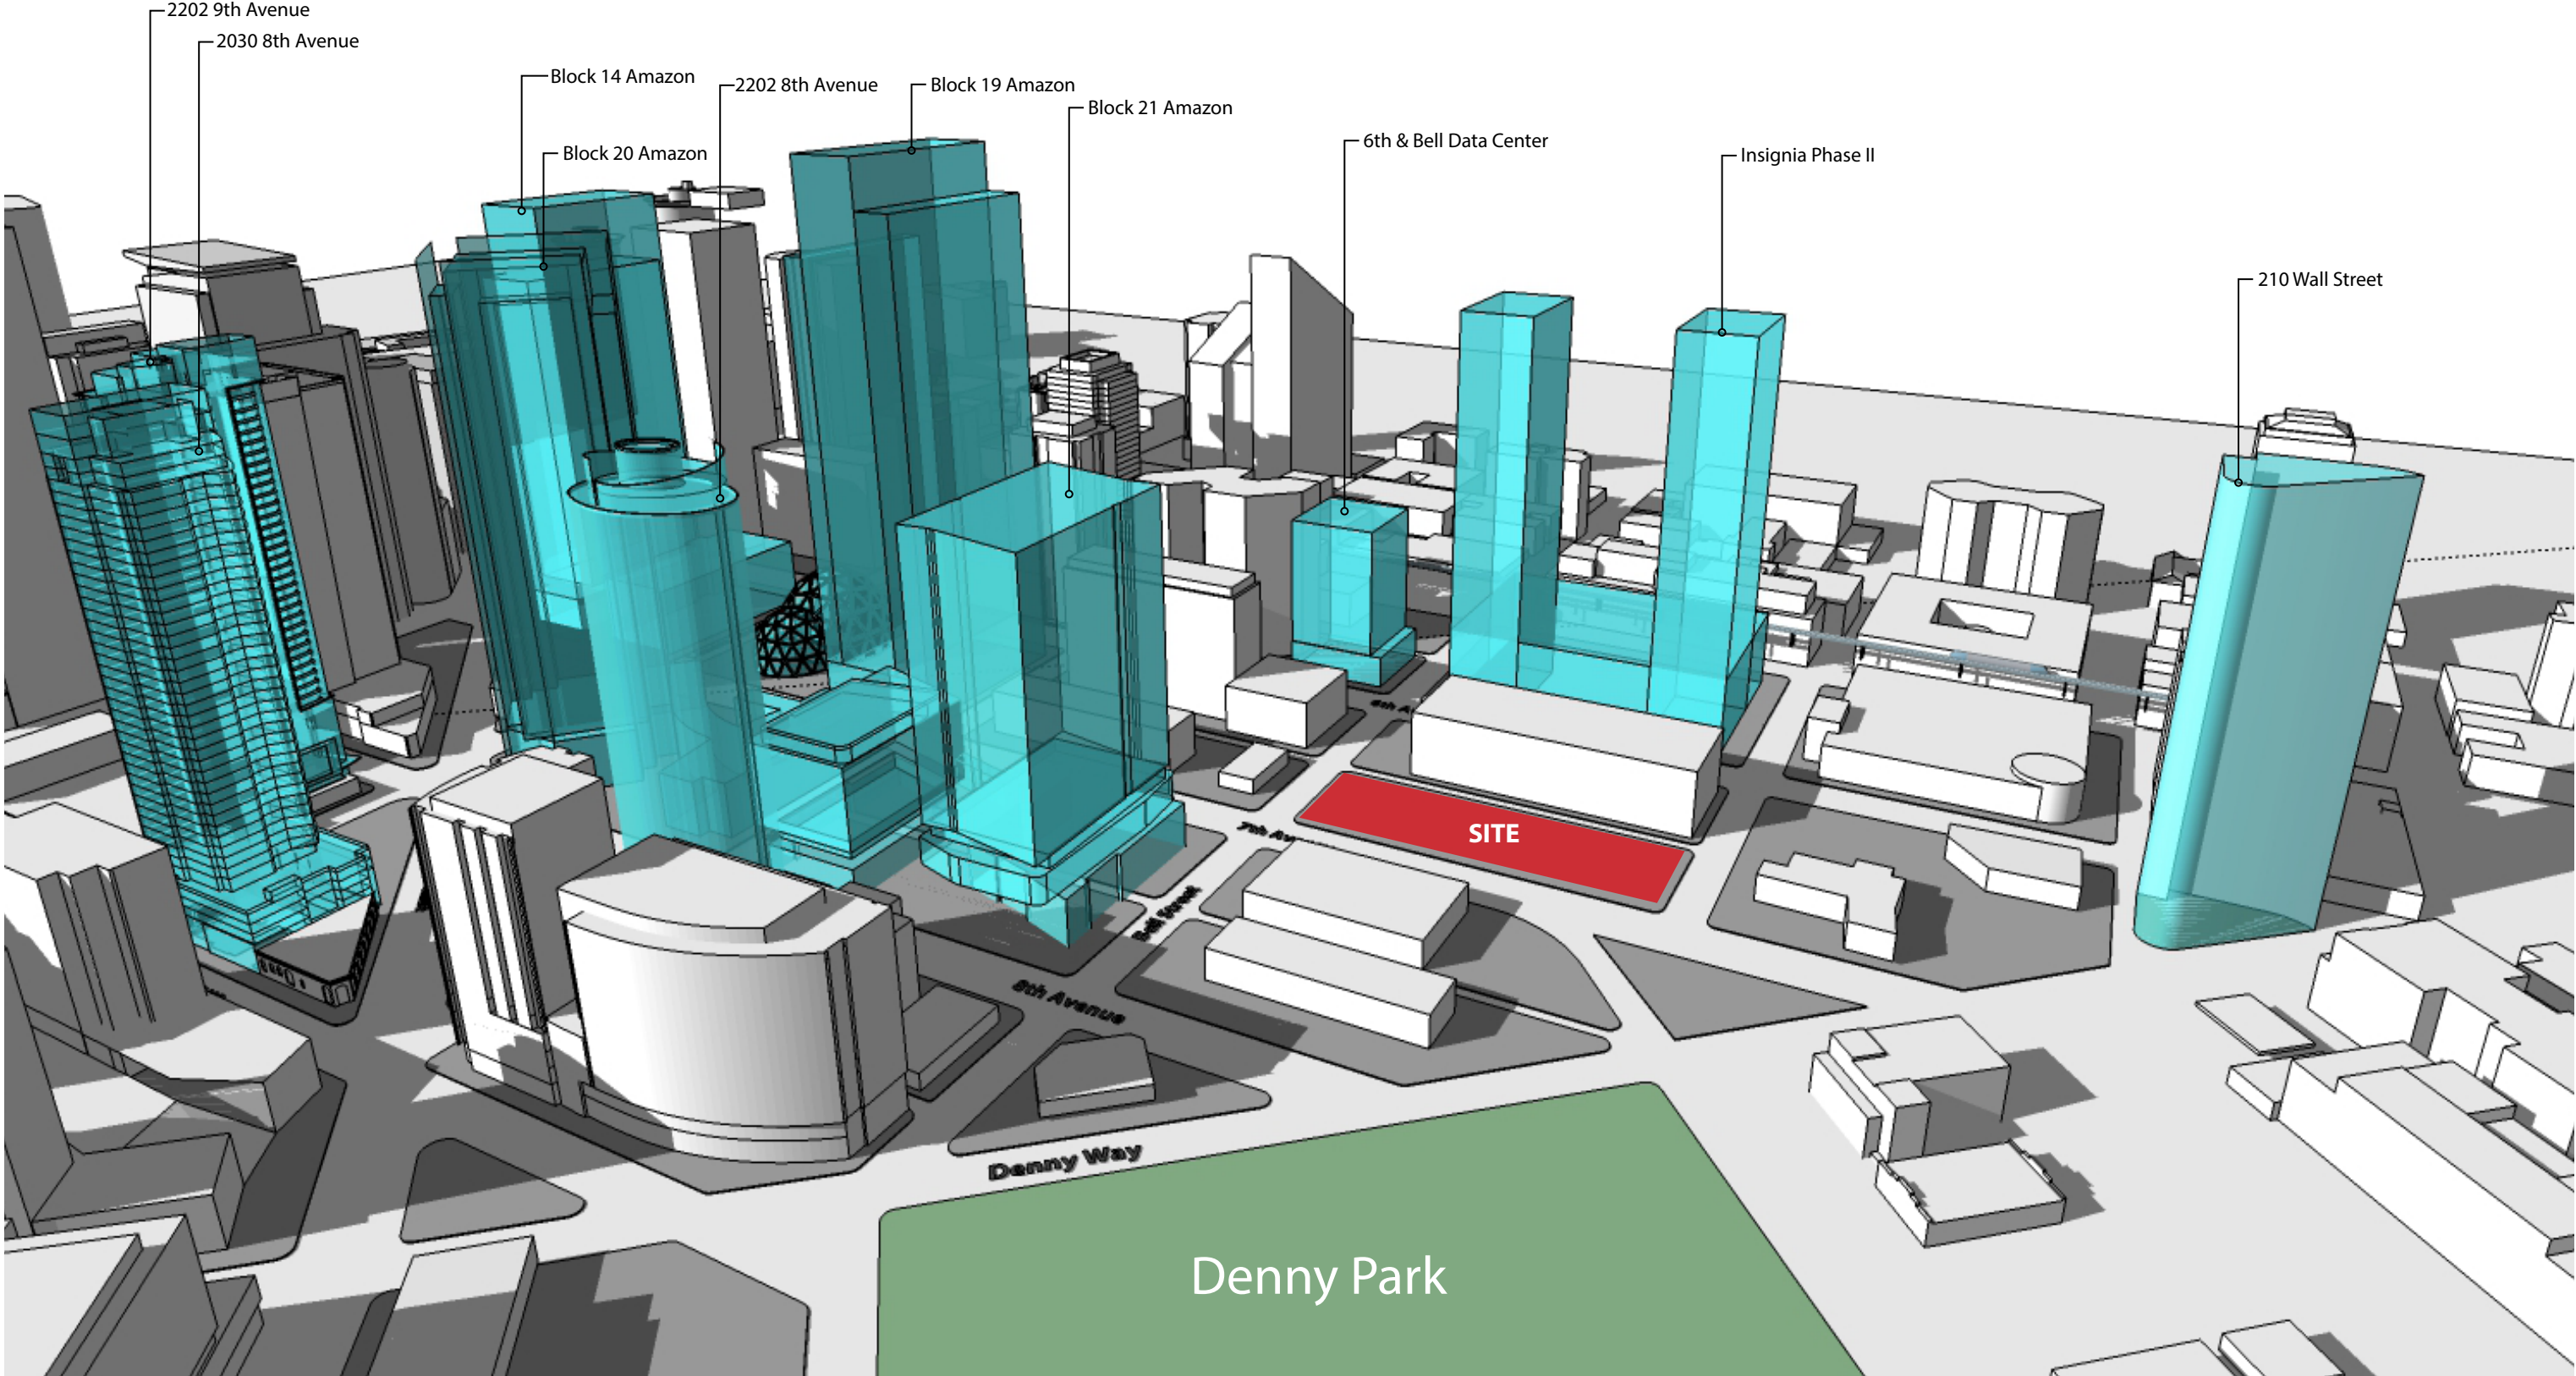 2202 9th Avenue
2030 8th Avenue
Block 14 Amazon
2202 8th Avenue
Block 19 Amazon
Block 21 Amazon
Block 20 Amazon
6th & Bell Data Center
Insignia Phase II
210 Wall Street
6th A
7th Av
SITE
Bell Street
8th Avenue
Denny Way
Denny Park